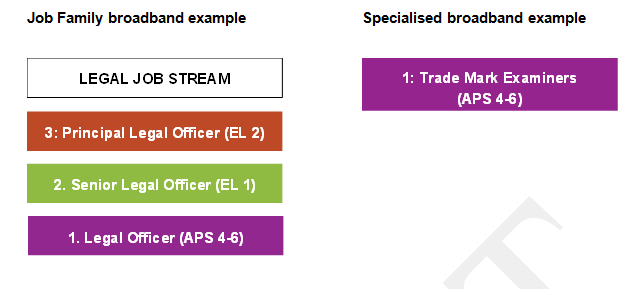 Job Family broadband example
LEGAL JOB STREAM
3: Principal Legal Officer (EL 2)
2. Senior Legal Officer (EL 1)
1. Legal Officer (APS 4-6)
Specialised broadband example
1: Trade Mark Examiners
(APS 4-6)